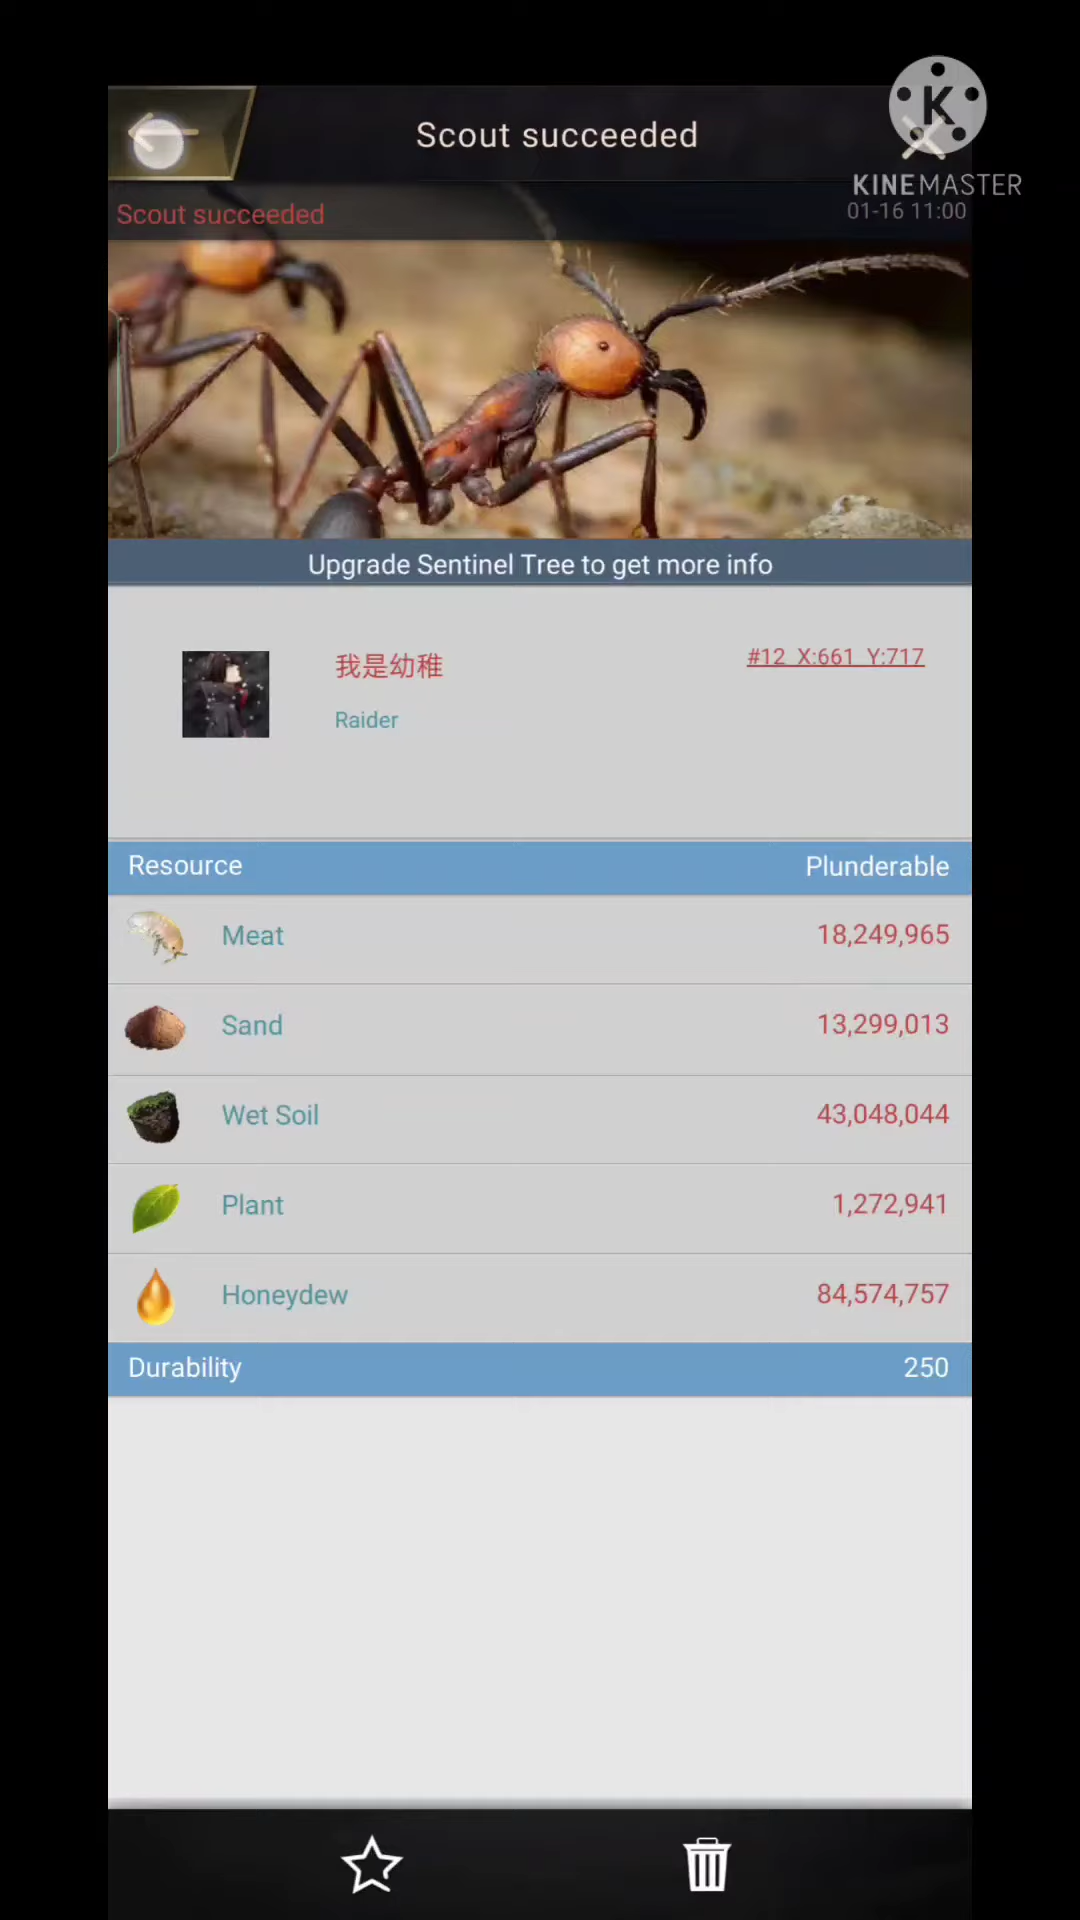 Scout succeeded
KINEMASTER
Scout succeeded
01-16 11:00
Upgrade Sentinel Tree to get more info
我是幼稚
#12 X:661 Y:717
Raider
Resource Plunderable
Meat 18,249,965
Sand 13,299,013
Wet Soil 43,048,044
Plant 1,272,941
Honeydew 84,574,757
Durability 250